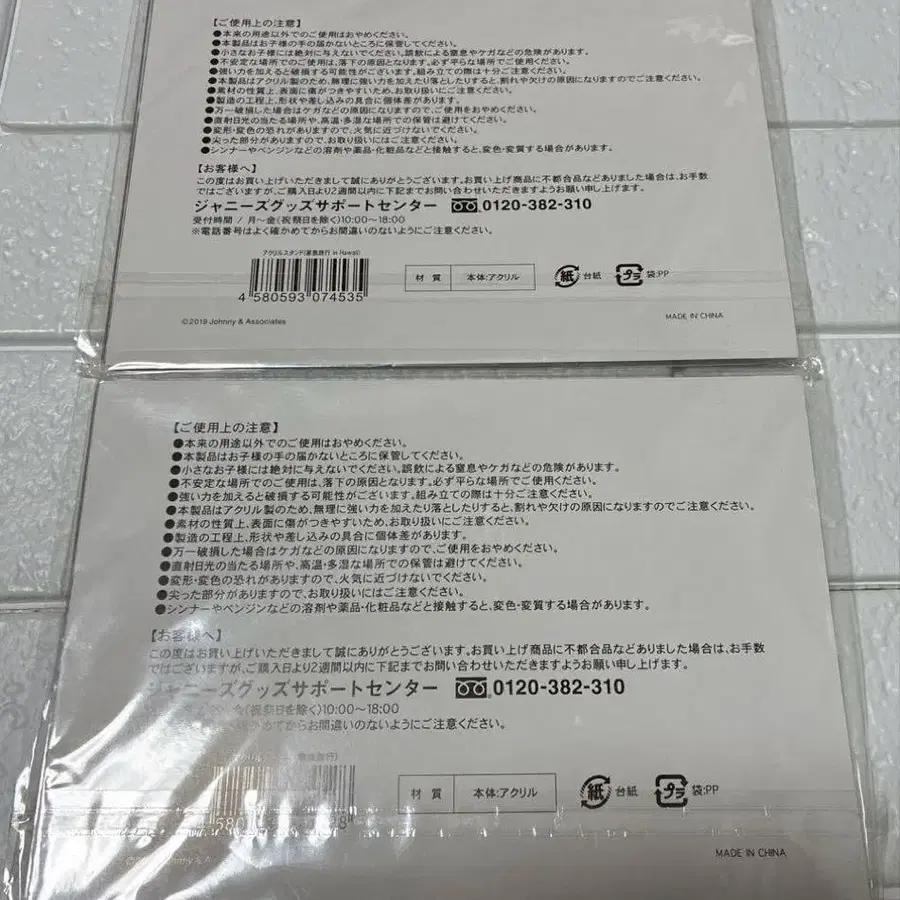 【ご使用上の注意】
●本来の用途以外でのご使用はおやめください。
●本製品はお子様の手の届かないところに保管してください。
●小さなお子様には絶対に与えないでください。誤飲による窒息やケガなどの危険があります。
●不安定な場所でのご使用は、落下の原因となります。必ず平らな場所でご使用ください。
●強い力を加えると破損する可能性がございます。組み立ての際は十分ご注意ください。
●本製品はアクリル製のため、無理に強い力を加えたり落としたりすると、割れや欠けの原因になりますのでご注意ください。
●素材の性質上、表面に傷がつきやすいため、お取り扱いにご注意ください。
●製造の工程上、形状や差し込みの具合に個体差があります。
●万一破損した場合はケガなどの原因になりますので、ご使用をおやめください。
●直射日光の当たる場所や、高温・多湿な場所での保管は避けてください。
●変形・変色の恐れがありますので、火気に近づけないでください。
●尖った部分がありますので、お取り扱いにはご注意ください。
●シンナーやベンジンなどの溶剤や薬品・化粧品などと接触すると、変色・変質する場合があります。
【お客様へ】
この度はお買い上げいただきまして誠にありがとうございます。お買い上げ商品に不都合品などありました場合は、お手数
ではございますが、ご購入日より2週間以内に下記までお問い合わせいただきますようお願い申し上げます。
ジャニーズグッズサポートセンター 0120-382-310
受付時間 / 月~金(祝祭日を除く)10:00~18:00
※電話番号はよく確かめてからお間違いのないようにご注意ください。
アクリルスタンド(家族旅行 in Hawaii)
4 580593 074535
材 質 本体:アクリル
紙 台紙 プラ 袋:PP
©2019 Johnny & Associates
MADE IN CHINA
【ご使用上の注意】
●本来の用途以外でのご使用はおやめください。
●本製品はお子様の手の届かないところに保管してください。
●小さなお子様には絶対に与えないでください。誤飲による窒息やケガなどの危険があります。
●不安定な場所でのご使用は、落下の原因となります。必ず平らな場所でご使用ください。
●強い力を加えると破損する可能性がございます。組み立ての際は十分ご注意ください。
●本製品はアクリル製のため、無理に強い力を加えたり落としたりすると、割れや欠けの原因になりますのでご注意ください。
●素材の性質上、表面に傷がつきやすいため、お取り扱いにご注意ください。
●製造の工程上、形状や差し込みの具合に個体差があります。
●万一破損した場合はケガなどの原因になりますので、ご使用をおやめください。
●直射日光の当たる場所や、高温・多湿な場所での保管は避けてください。
●変形・変色の恐れがありますので、火気に近づけないでください。
●尖った部分がありますので、お取り扱いにはご注意ください。
●シンナーやベンジンなどの溶剤や薬品・化粧品などと接触すると、変色・変質する場合があります。
【お客様へ】
この度はお買い上げいただきまして誠にありがとうございます。お買い上げ商品に不都合品などありました場合は、お手数
ではございますが、ご購入日より2週間以内に下記までお問い合わせいただきますようお願い申し上げます。
ジャニーズグッズサポートセンター 0120-382-310
金(祝祭日を除く)10:00~18:00
めてからお間違いのないようにご注意ください。
材 質 本体:アクリル
紙 台紙 プラ 袋:PP
MADE IN CHINA